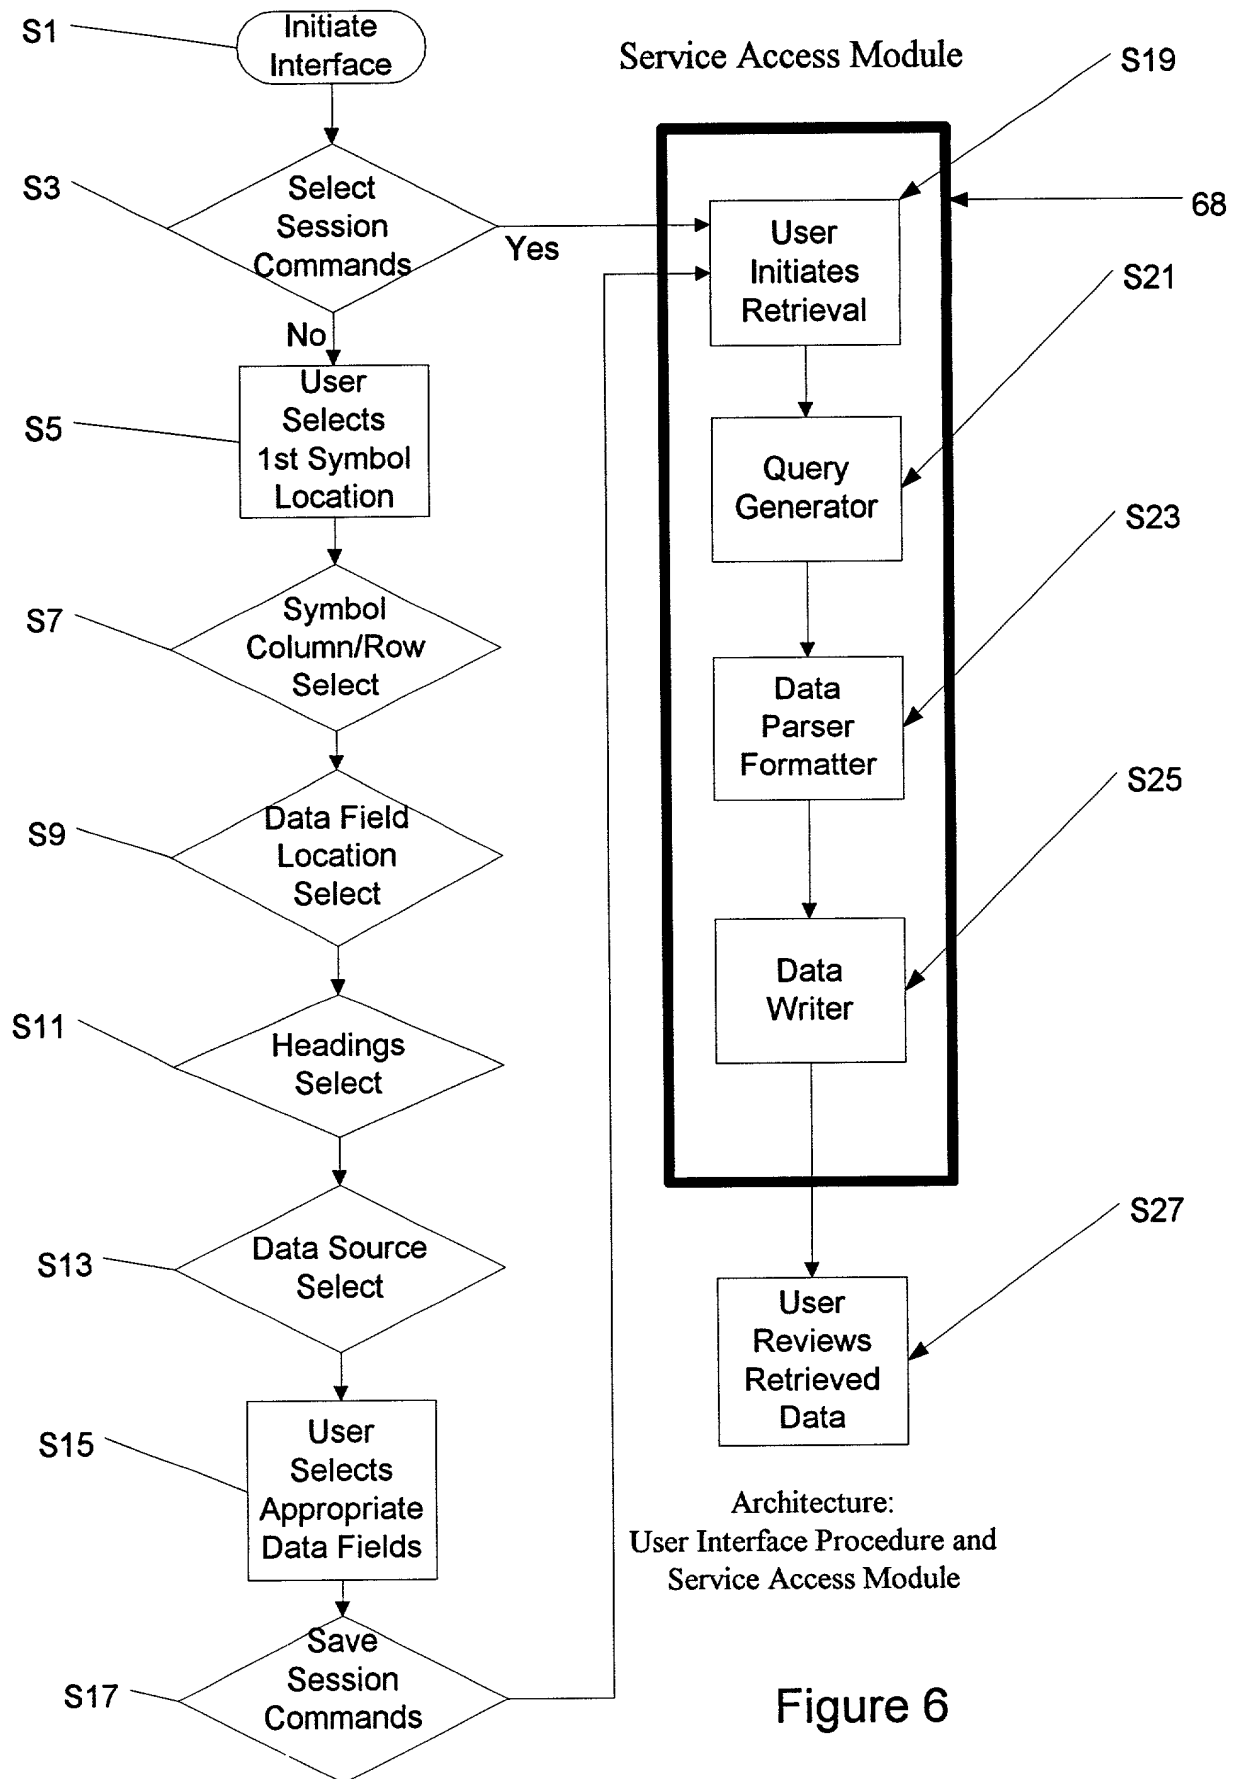 S1
Initiate
Interface
Service Access Module
S19
S3
Select
Session
Commands
Yes
No
68
User
Initiates
Retrieval
S21
S5
User
Selects
1st Symbol
Location
Query
Generator
S23
S7
Symbol
Column/Row
Select
Data
Parser
Formatter
S25
S9
Data Field
Location
Select
Data
Writer
S11
Headings
Select
S27
S13
Data Source
Select
User
Reviews
Retrieved
Data
S15
User
Selects
Appropriate
Data Fields
Architecture:
User Interface Procedure and
Service Access Module
S17
Save
Session
Commands
Figure 6